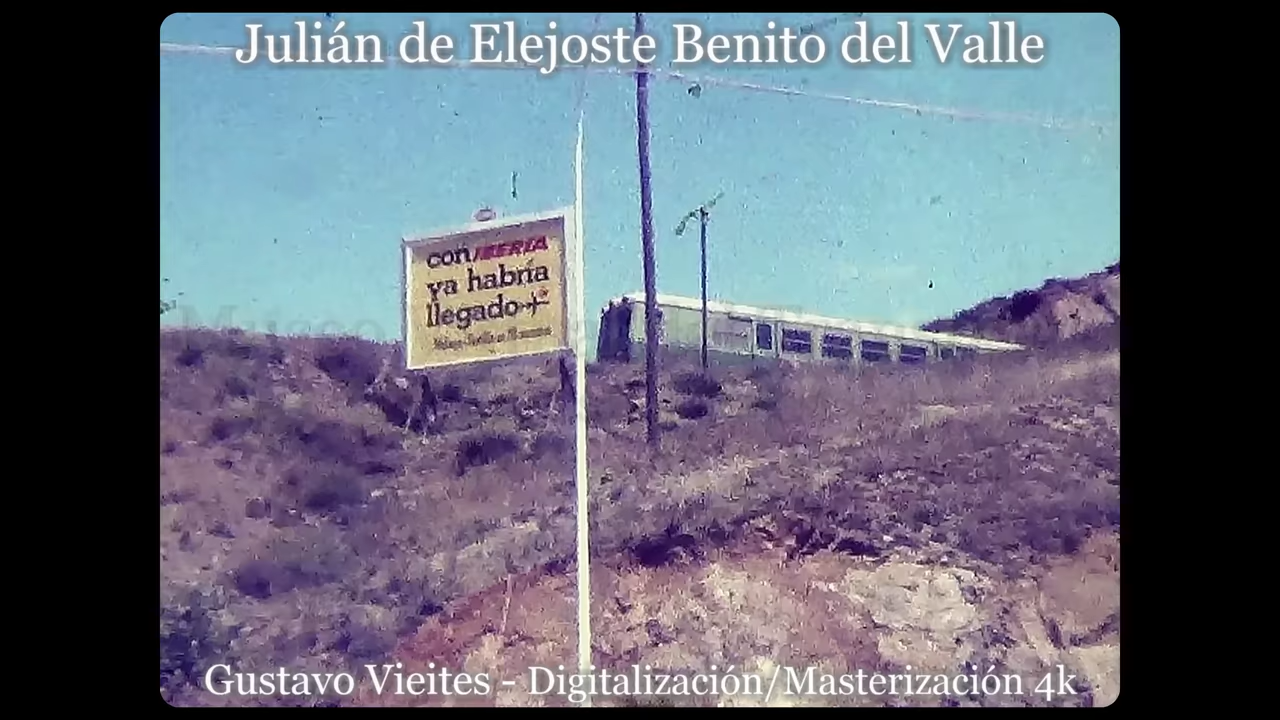 Julián de Elejoste Benito del Valle
con IBERIA
ya habría
llegado
Gustavo Vieites - Digitalización/Masterización 4k